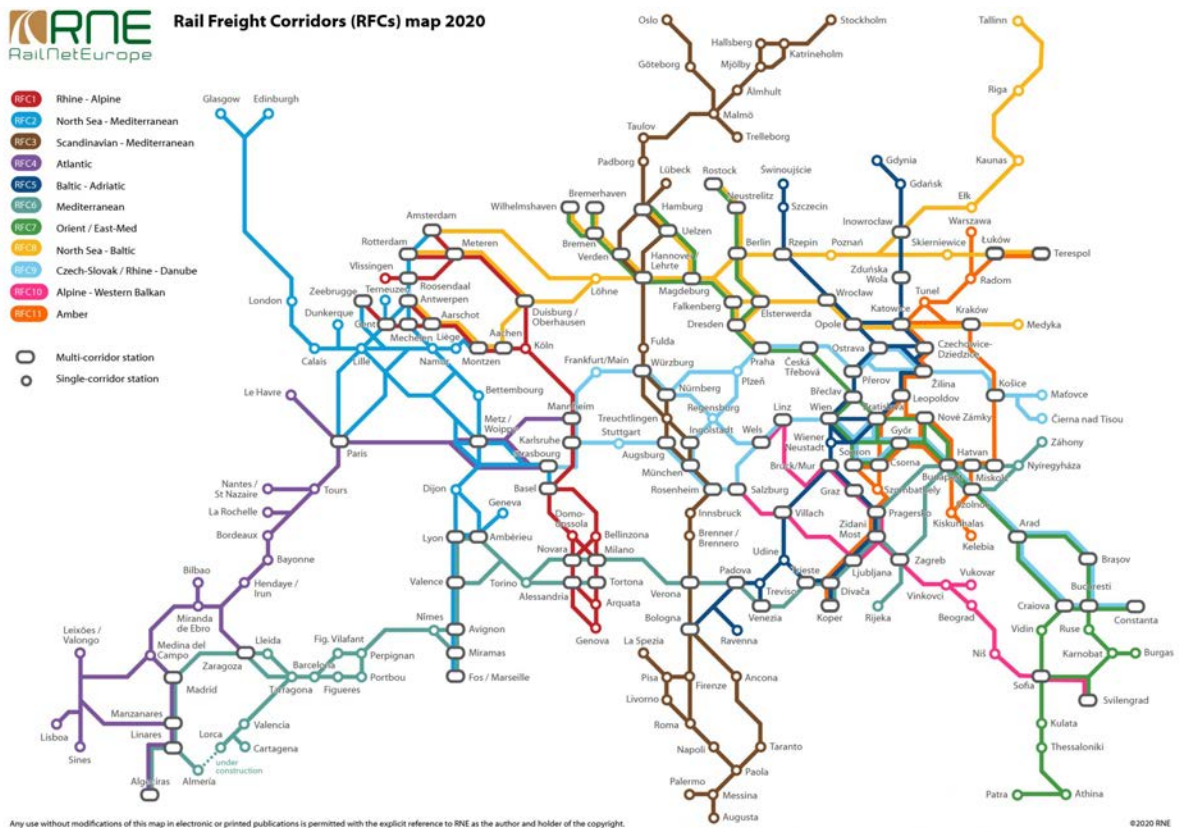 RNE
RailNetEurope
Rail Freight Corridors (RFCs) map 2020
RFC1 Rhine - Alpine
RFC2 North Sea - Mediterranean
RFC3 Scandinavian - Mediterranean
RFC4 Atlantic
RFC5 Baltic - Adriatic
RFC6 Mediterranean
RFC7 Orient / East-Med
RFC8 North Sea - Baltic
RFC9 Czech-Slovak / Rhine - Danube
RFC10 Alpine - Western Balkan
RFC11 Amber
Multi-corridor station
Single-corridor station
Oslo
Stockholm
Tallinn
Hallsberg
Katrineholm
Göteborg
Mjölby
Älmhult
Riga
Glasgow
Edinburgh
Malmö
Taulov
Trelleborg
Padborg
Kaunas
Gdynia
Lübeck
Rostock
Świnoujście
Gdańsk
Bremerhaven
Neustrelitz
Ełk
Wilhelmshaven
Hamburg
Szczecin
Inowrocław
Warszawa
Amsterdam
Uelzen
Bremen
Rotterdam
Meteren
Verden
Hannover/
Lehrte
Berlin
Rzepin
Poznań
Skierniewice
Łuków
Terespol
Vlissingen
Roosendaal
Löhne
Magdeburg
Zduńska
Wola
Radom
Zeebrugge
Terneuzen
Antwerpen
Wrocław
Tunel
London
Dunkerque
Aarschot
Duisburg /
Oberhausen
Falkenberg
Elsterwerda
Katowice
Kraków
Gent
Mechelen
Liège
Aachen
Dresden
Opole
Medyka
Calais
Lille
Namur
Montzen
Köln
Fulda
Praha
Česká
Třebová
Ostrava
Czechowice-
Dziedzice
Frankfurt/Main
Würzburg
Plzeň
Přerov
Žilina
Košice
Le Havre
Bettembourg
Nürnberg
Břeclav
Leopoldov
Maťovce
Metz /
Woippy
Mannheim
Treuchtlingen
Regensburg
Linz
Wien
Bratislava
Nové Zámky
Čierna nad Tisou
Paris
Karlsruhe
Stuttgart
Ingolstadt
Wels
Wiener
Neustadt
Győr
Záhony
Strasbourg
Augsburg
Sopron
Csorna
Hatvan
München
Bruck/Mur
Budapest
Miskolc
Nyíregyháza
Nantes /
St Nazaire
Tours
Dijon
Basel
Rosenheim
Salzburg
Graz
Szombathely
Szolnok
La Rochelle
Geneva
Domo-
dossola
Innsbruck
Villach
Pragersko
Kiskunhalas
Arad
Bordeaux
Lyon
Ambérieu
Bellinzona
Brenner /
Brennero
Zidani
Most
Kelebia
Bayonne
Novara
Milano
Udine
Zagreb
Brașov
Bilbao
Hendaye /
Irun
Valence
Torino
Tortona
Verona
Padova
Trieste
Ljubljana
Vukovar
București
Alessandria
Treviso
Divača
Vinkovci
Miranda
de Ebro
Nîmes
Arquata
Venezia
Koper
Rijeka
Beograd
Craiova
Constanta
Leixões /
Valongo
Lleida
Fig. Vilafant
Avignon
Genova
Bologna
Ravenna
Vidin
Ruse
Medina del
Campo
Zaragoza
Barcelona
Perpignan
Miramas
La Spezia
Niš
Karnobat
Burgas
Madrid
Tarragona
Figueres
Portbou
Fos / Marseille
Pisa
Firenze
Ancona
Sofia
Svilengrad
Manzanares
Livorno
Lisboa
Linares
Valencia
Roma
Kulata
Sines
Lorca
Cartagena
Napoli
Taranto
Thessaloniki
under
construction
Algeciras
Almería
Paola
Palermo
Messina
Patra
Athina
Augusta
Any use without modifications of this map in electronic or printed publications is permitted with the explicit reference to RNE as the author and holder of the copyright.
©2020 RNE